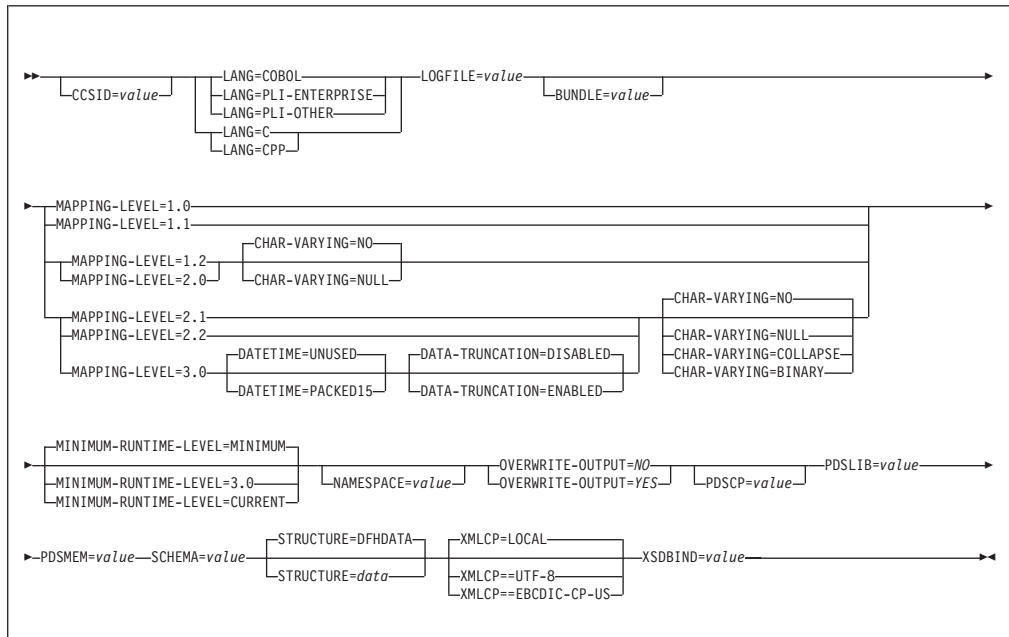 LANG=COBOL LOGFILE=value
CCSID=value LANG=PLI-ENTERPRISE BUNDLE=value
LANG=PLI-OTHER
LANG=C
LANG=CPP
MAPPING-LEVEL=1.0
MAPPING-LEVEL=1.1
CHAR-VARYING=NO
MAPPING-LEVEL=1.2
MAPPING-LEVEL=2.0 CHAR-VARYING=NULL
CHAR-VARYING=NO
MAPPING-LEVEL=2.1
MAPPING-LEVEL=2.2 CHAR-VARYING=NULL
DATETIME=UNUSED DATA-TRUNCATION=DISABLED CHAR-VARYING=COLLAPSE
MAPPING-LEVEL=3.0 CHAR-VARYING=BINARY
DATETIME=PACKED15 DATA-TRUNCATION=ENABLED
MINIMUM-RUNTIME-LEVEL=MINIMUM
OVERWRITE-OUTPUT=NO PDSLIB=value
MINIMUM-RUNTIME-LEVEL=3.0 NAMESPACE=value OVERWRITE-OUTPUT=YES PDSCP=value
MINIMUM-RUNTIME-LEVEL=CURRENT
STRUCTURE=DFHDATA XMLCP=LOCAL
PDSMEM=value SCHEMA=value XSDBIND=value
STRUCTURE=data XMLCP==UTF-8
XMLCP==EBCDIC-CP-US